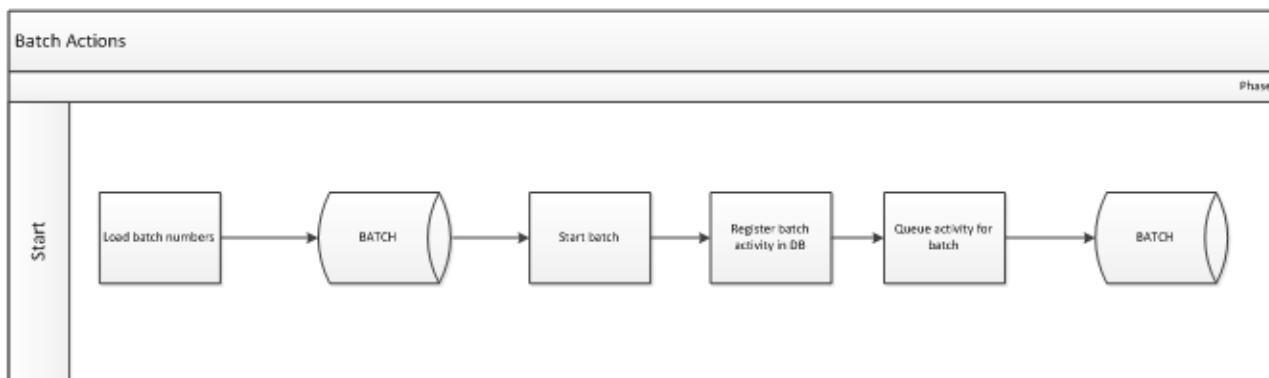 Batch Actions
Phase
Start
Load batch numbers
BATCH
Start batch
Register batch
activity in DB
Queue activity for
batch
BATCH